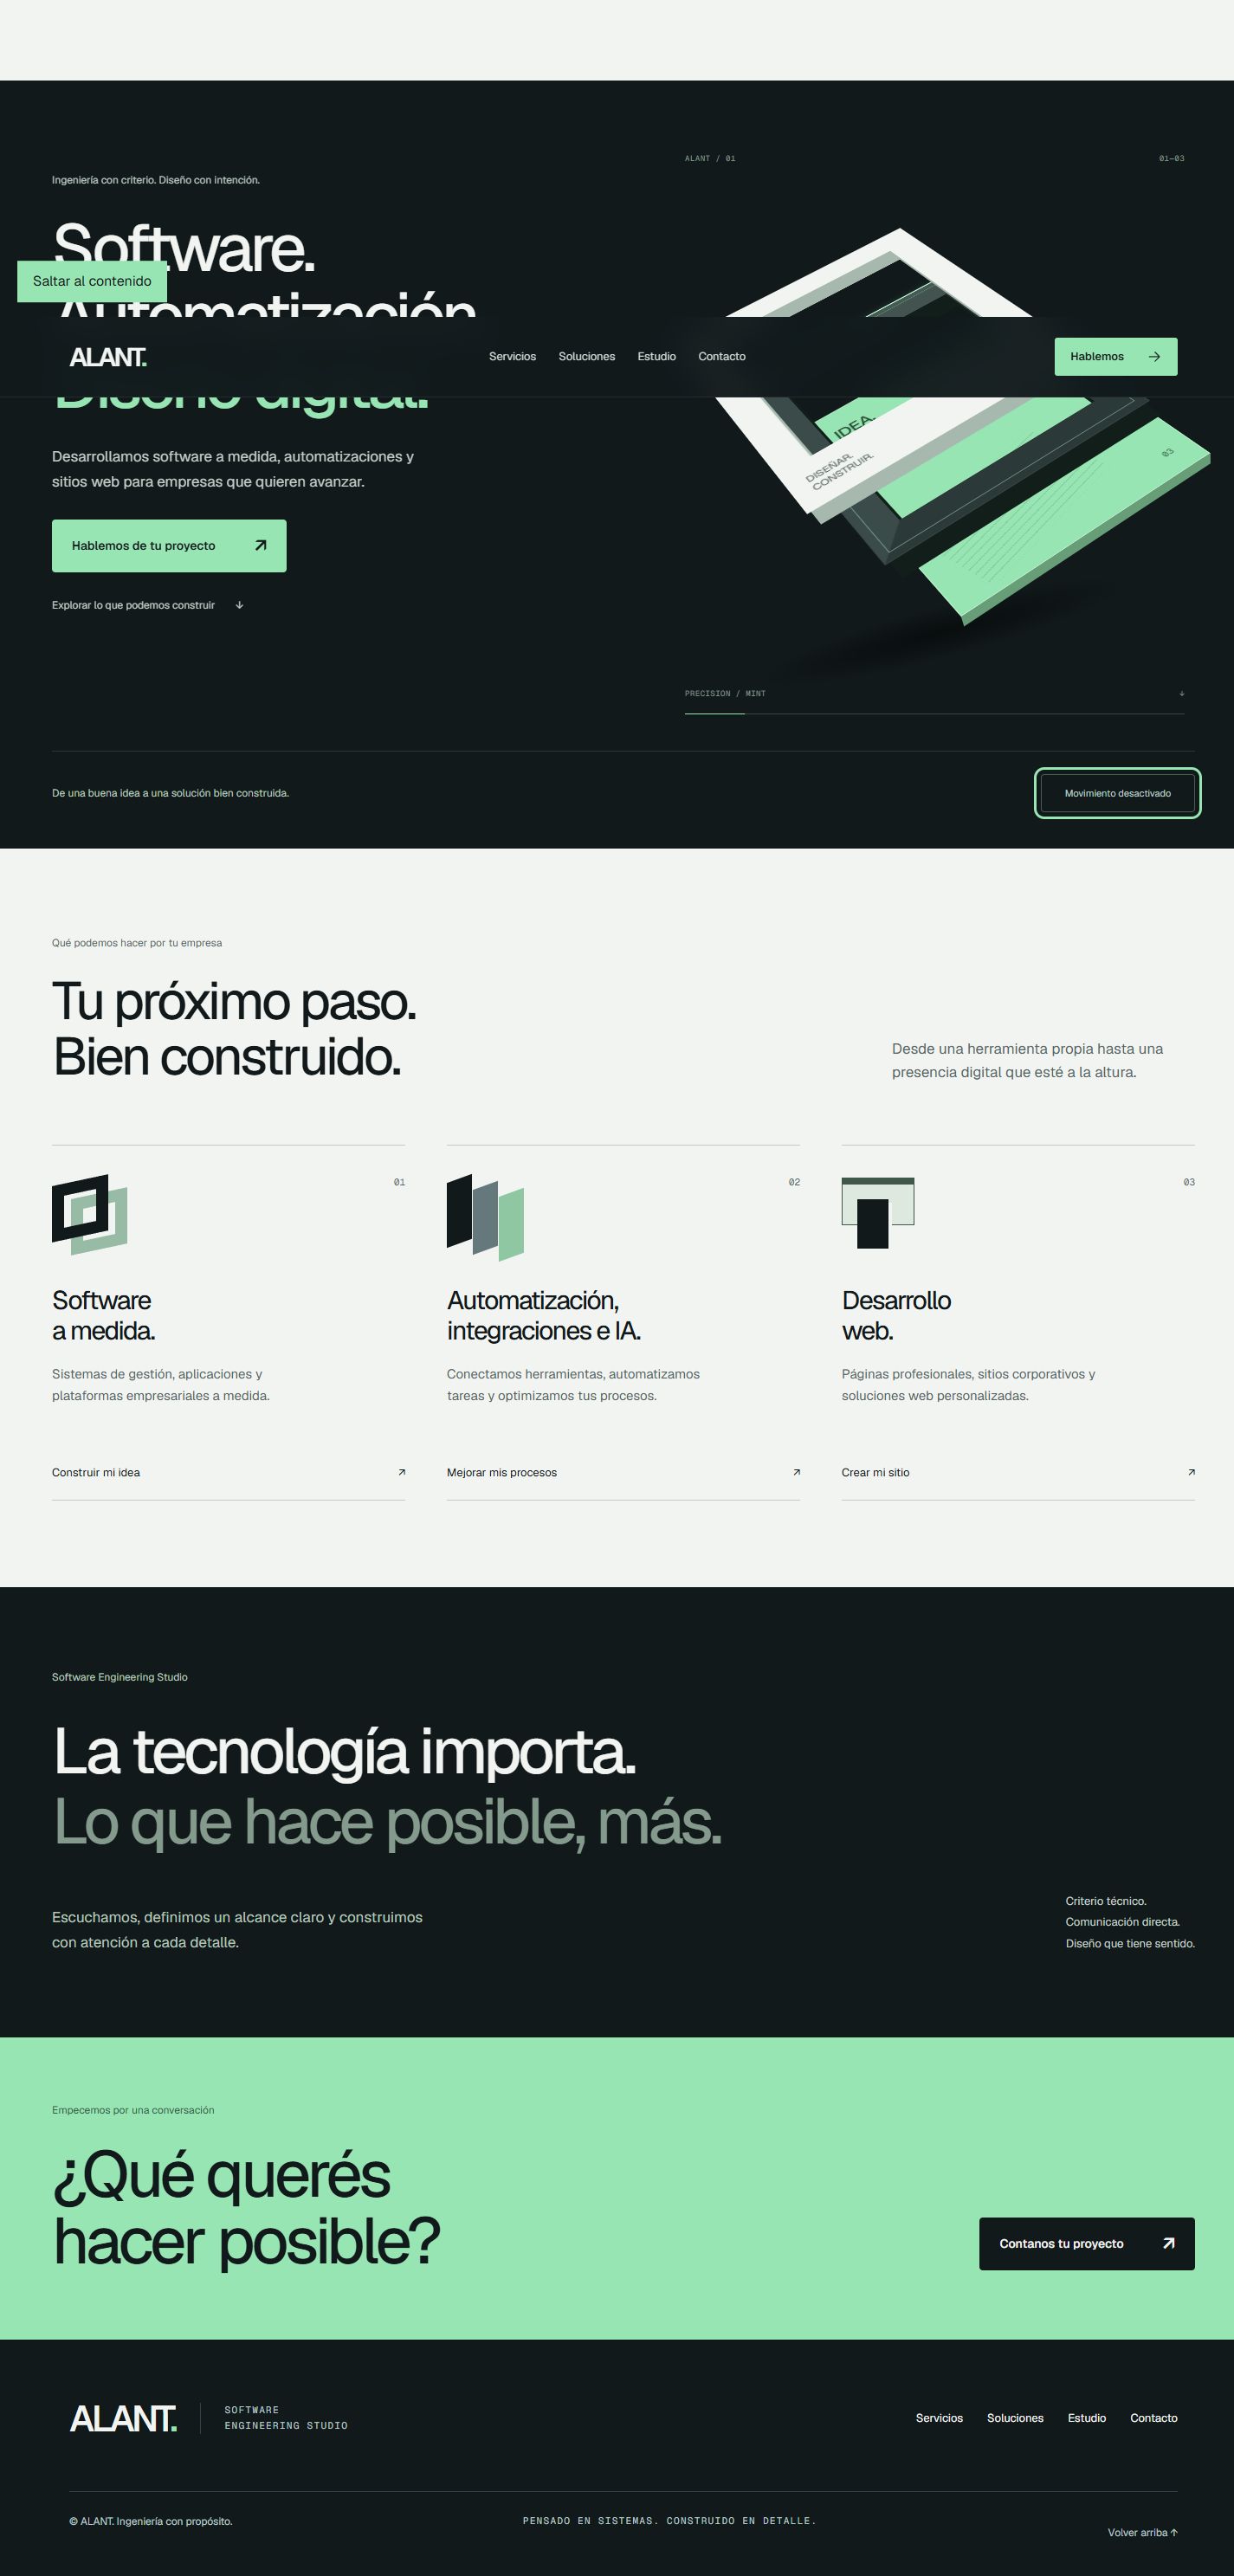 ALANT / 01
01—03
Ingeniería con criterio. Diseño con intención.
Software.
Saltar al contenido
Automatización
ALANT.
Servicios
Soluciones
Estudio
Contacto
Hablemos →
Diseño digital.
IDEA.
DISEÑAR.
CONSTRUIR.
03
Desarrollamos software a medida, automatizaciones y
sitios web para empresas que quieren avanzar.
Hablemos de tu proyecto ↗
Explorar lo que podemos construir ↓
PRECISION / MINT ↓
De una buena idea a una solución bien construida.
Movimiento desactivado
Qué podemos hacer por tu empresa
Tu próximo paso.
Bien construido.
Desde una herramienta propia hasta una
presencia digital que esté a la altura.
01
Software
a medida.
Sistemas de gestión, aplicaciones y
plataformas empresariales a medida.
Construir mi idea ↗
02
Automatización,
integraciones e IA.
Conectamos herramientas, automatizamos
tareas y optimizamos tus procesos.
Mejorar mis procesos ↗
03
Desarrollo
web.
Páginas profesionales, sitios corporativos y
soluciones web personalizadas.
Crear mi sitio ↗
Software Engineering Studio
La tecnología importa.
Lo que hace posible, más.
Escuchamos, definimos un alcance claro y construimos
con atención a cada detalle.
Criterio técnico.
Comunicación directa.
Diseño que tiene sentido.
Empecemos por una conversación
¿Qué querés
hacer posible?
Contanos tu proyecto ↗
ALANT.
SOFTWARE
ENGINEERING STUDIO
Servicios
Soluciones
Estudio
Contacto
© ALANT. Ingeniería con propósito.
PENSADO EN SISTEMAS. CONSTRUIDO EN DETALLE.
Volver arriba ↑